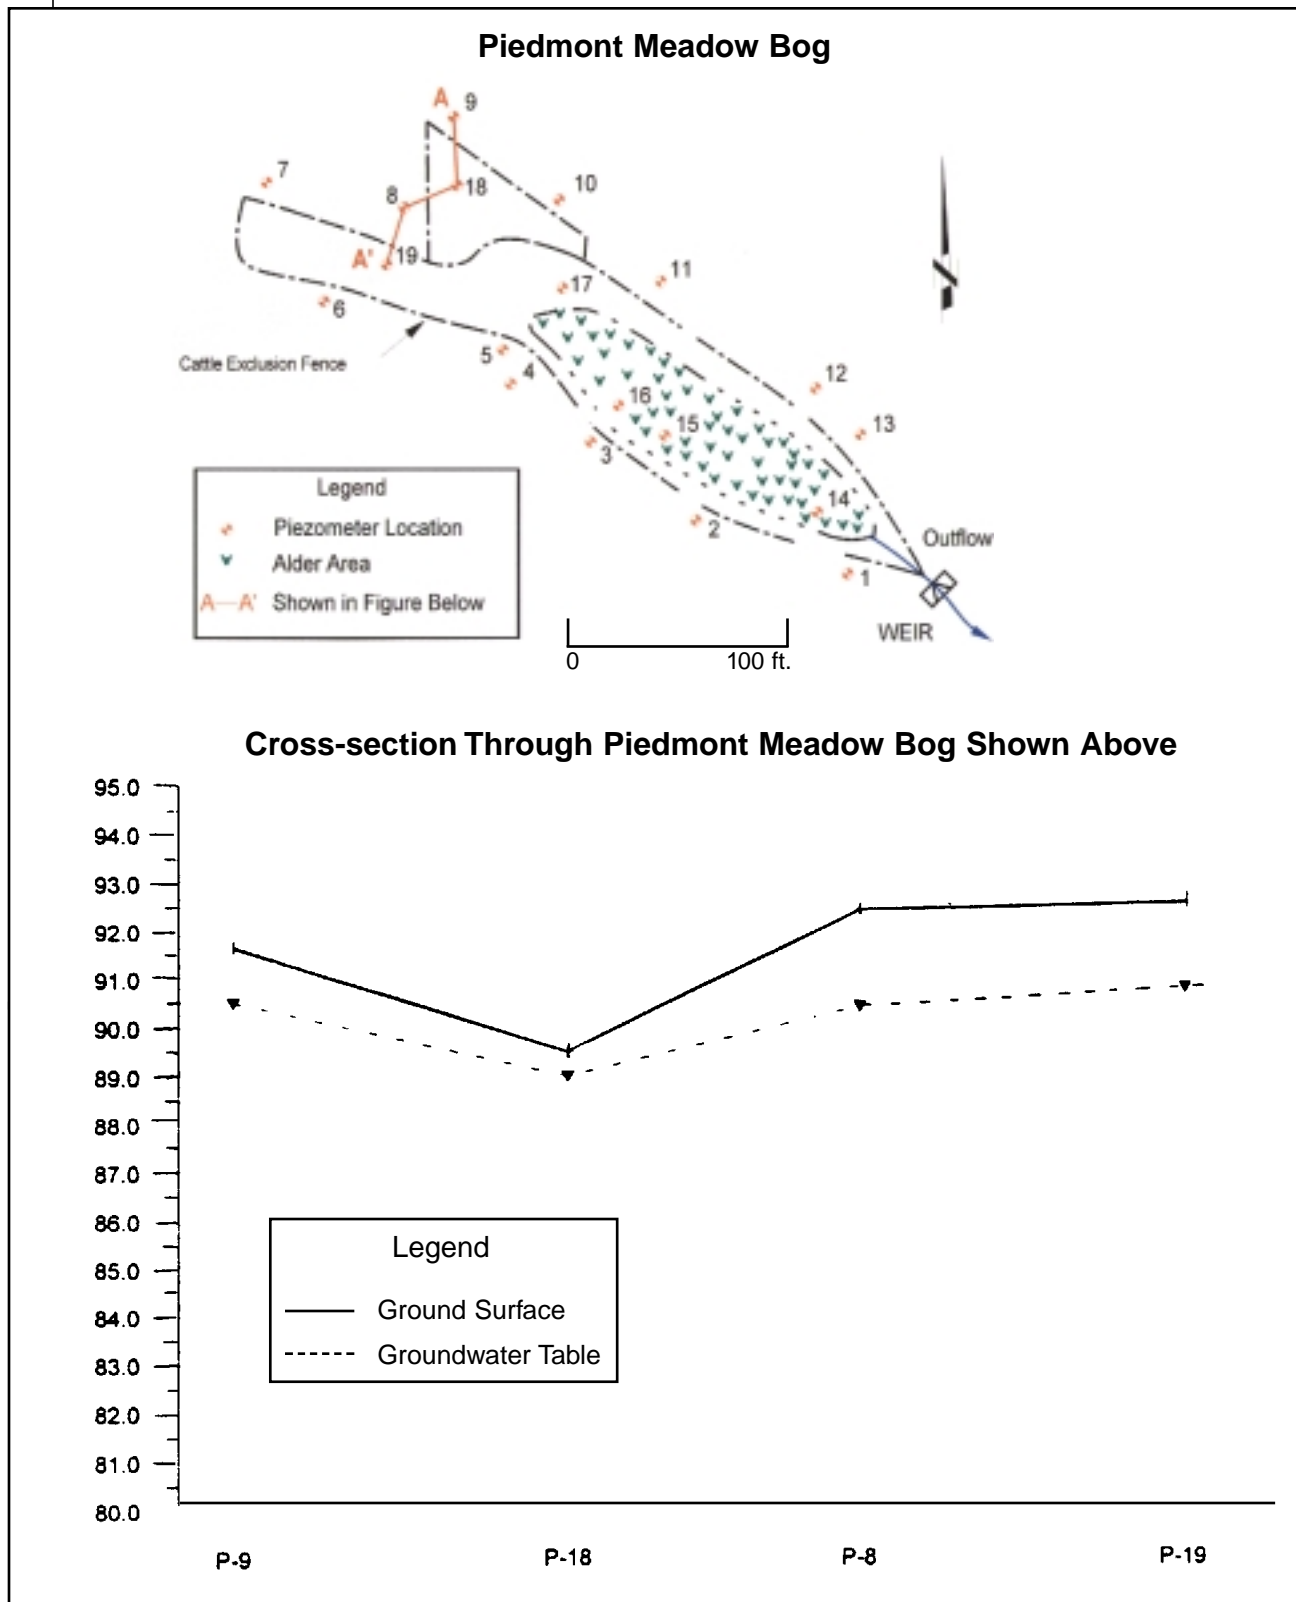 Piedmont Meadow Bog
A 9
7
10
8 18
A' 19
11
17
6
5
4
Cattle Exclusion Fence
12
16
13
15
3
Legend
14
Piezometer Location
2
Outflow
Alder Area
1
A—A' Shown in Figure Below
WEIR
0 100 ft.
Cross-section Through Piedmont Meadow Bog Shown Above
95.0
94.0
93.0
92.0
91.0
90.0
89.0
88.0
87.0
86.0
85.0
84.0
83.0
82.0
81.0
80.0
Legend
Ground Surface
Groundwater Table
P-9 P-18 P-8 P-19